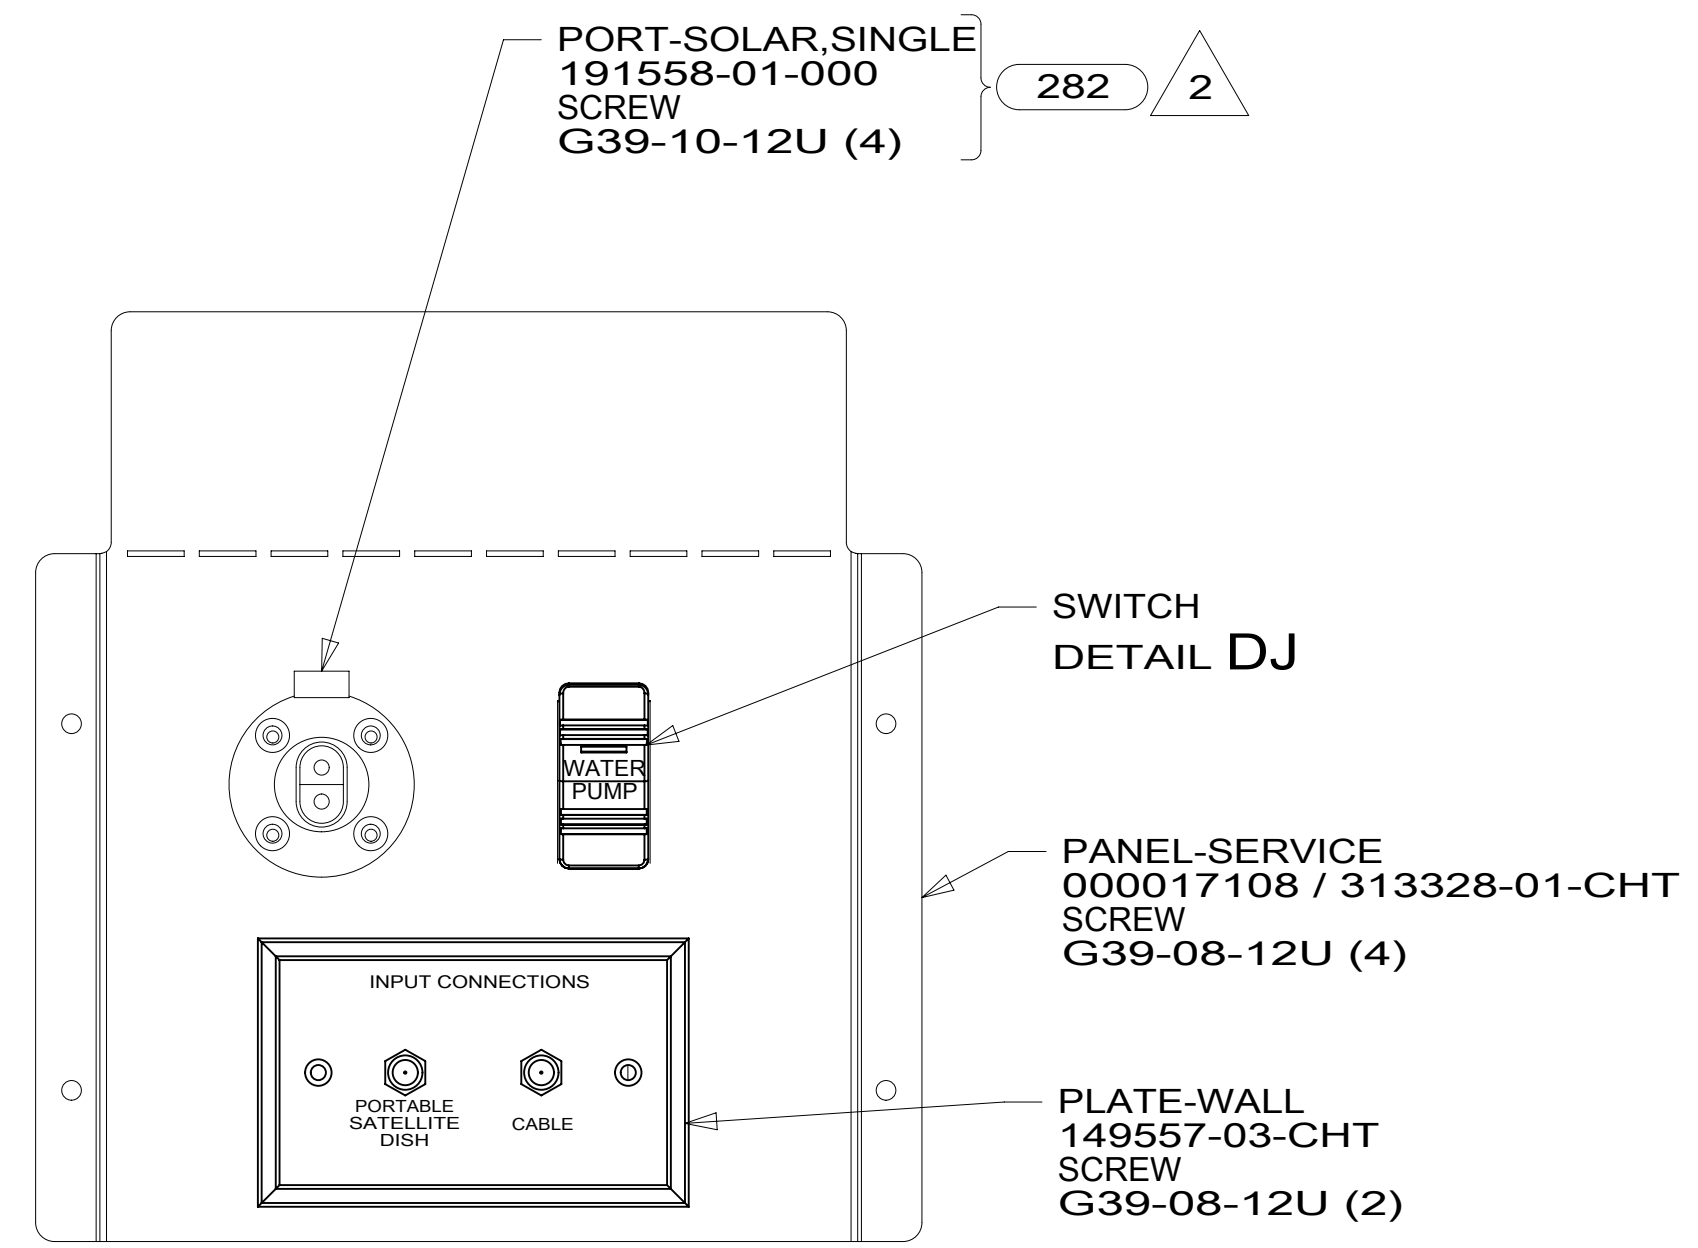 PORT-SOLAR,SINGLE
191558-01-000
SCREW
G39-10-12U (4)
282
2
SWITCH
DETAIL DJ
WATER
PUMP
PANEL-SERVICE
000017108 / 313328-01-CHT
SCREW
G39-08-12U (4)
INPUT CONNECTIONS
PORTABLE
SATELLITE
DISH
CABLE
PLATE-WALL
149557-03-CHT
SCREW
G39-08-12U (2)